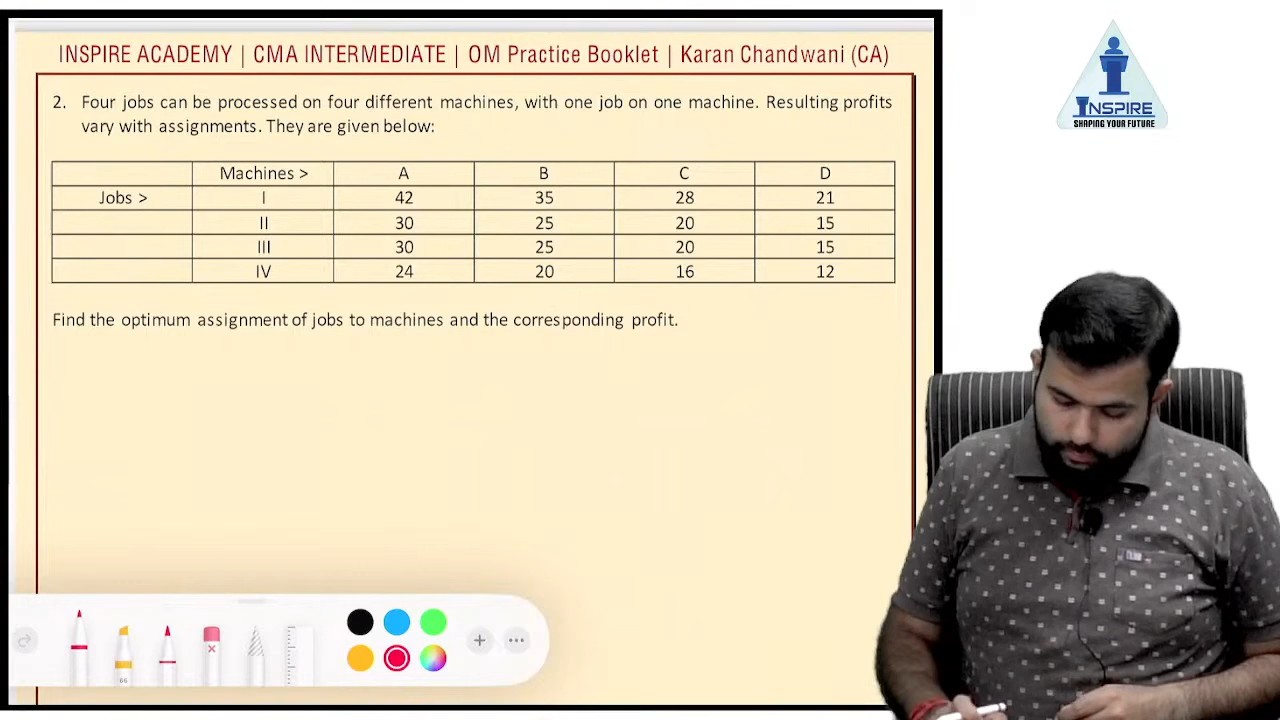 INSPIRE ACADEMY | CMA INTERMEDIATE | OM Practice Booklet | Karan Chandwani (CA)
INSPIRE
SHAPING YOUR FUTURE
2. Four jobs can be processed on four different machines, with one job on one machine. Resulting profits
vary with assignments. They are given below:
Machines > A B C D
Jobs > I 42 35 28 21
II 30 25 20 15
III 30 25 20 15
IV 24 20 16 12
Find the optimum assignment of jobs to machines and the corresponding profit.